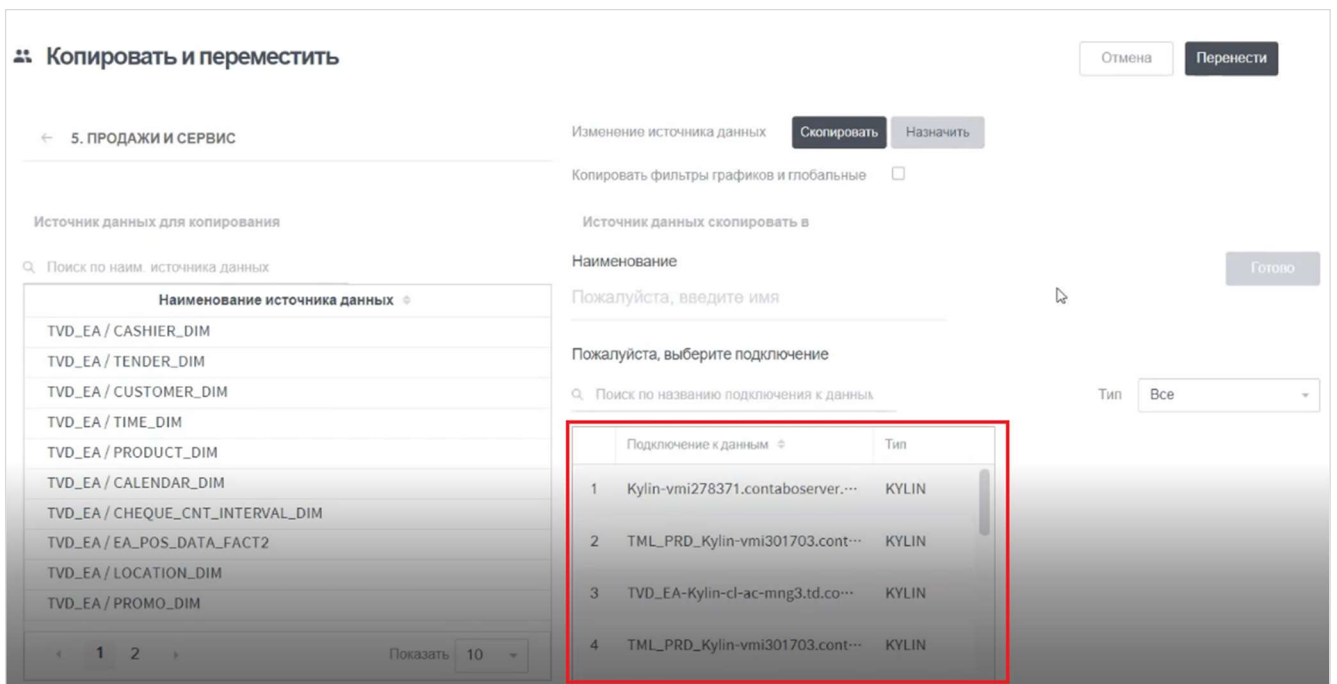 Копировать и переместить
Отмена
Перенести
← 5. ПРОДАЖИ И СЕРВИС
Изменение источника данных
Скопировать
Назначить
Копировать фильтры графиков и глобальные
Источник данных для копирования
Источник данных скопировать в
Поиск по наим. источника данных
Наименование
Готово
Пожалуйста, введите имя
Наименование источника данных
TVD_EA / CASHIER_DIM
TVD_EA / TENDER_DIM
TVD_EA / CUSTOMER_DIM
TVD_EA / TIME_DIM
TVD_EA / PRODUCT_DIM
TVD_EA / CALENDAR_DIM
TVD_EA / CHEQUE_CNT_INTERVAL_DIM
TVD_EA / EA_POS_DATA_FACT2
TVD_EA / LOCATION_DIM
TVD_EA / PROMO_DIM
1 2
Показать 10
Пожалуйста, выберите подключение
Поиск по названию подключения к данным
Тип Все
Подключение к данным Тип
1 Kylin-vmi278371.contaboserver.··· KYLIN
2 TML_PRD_Kylin-vmi301703.cont··· KYLIN
3 TVD_EA-Kylin-cl-ac-mng3.td.co··· KYLIN
4 TML_PRD_Kylin-vmi301703.cont··· KYLIN